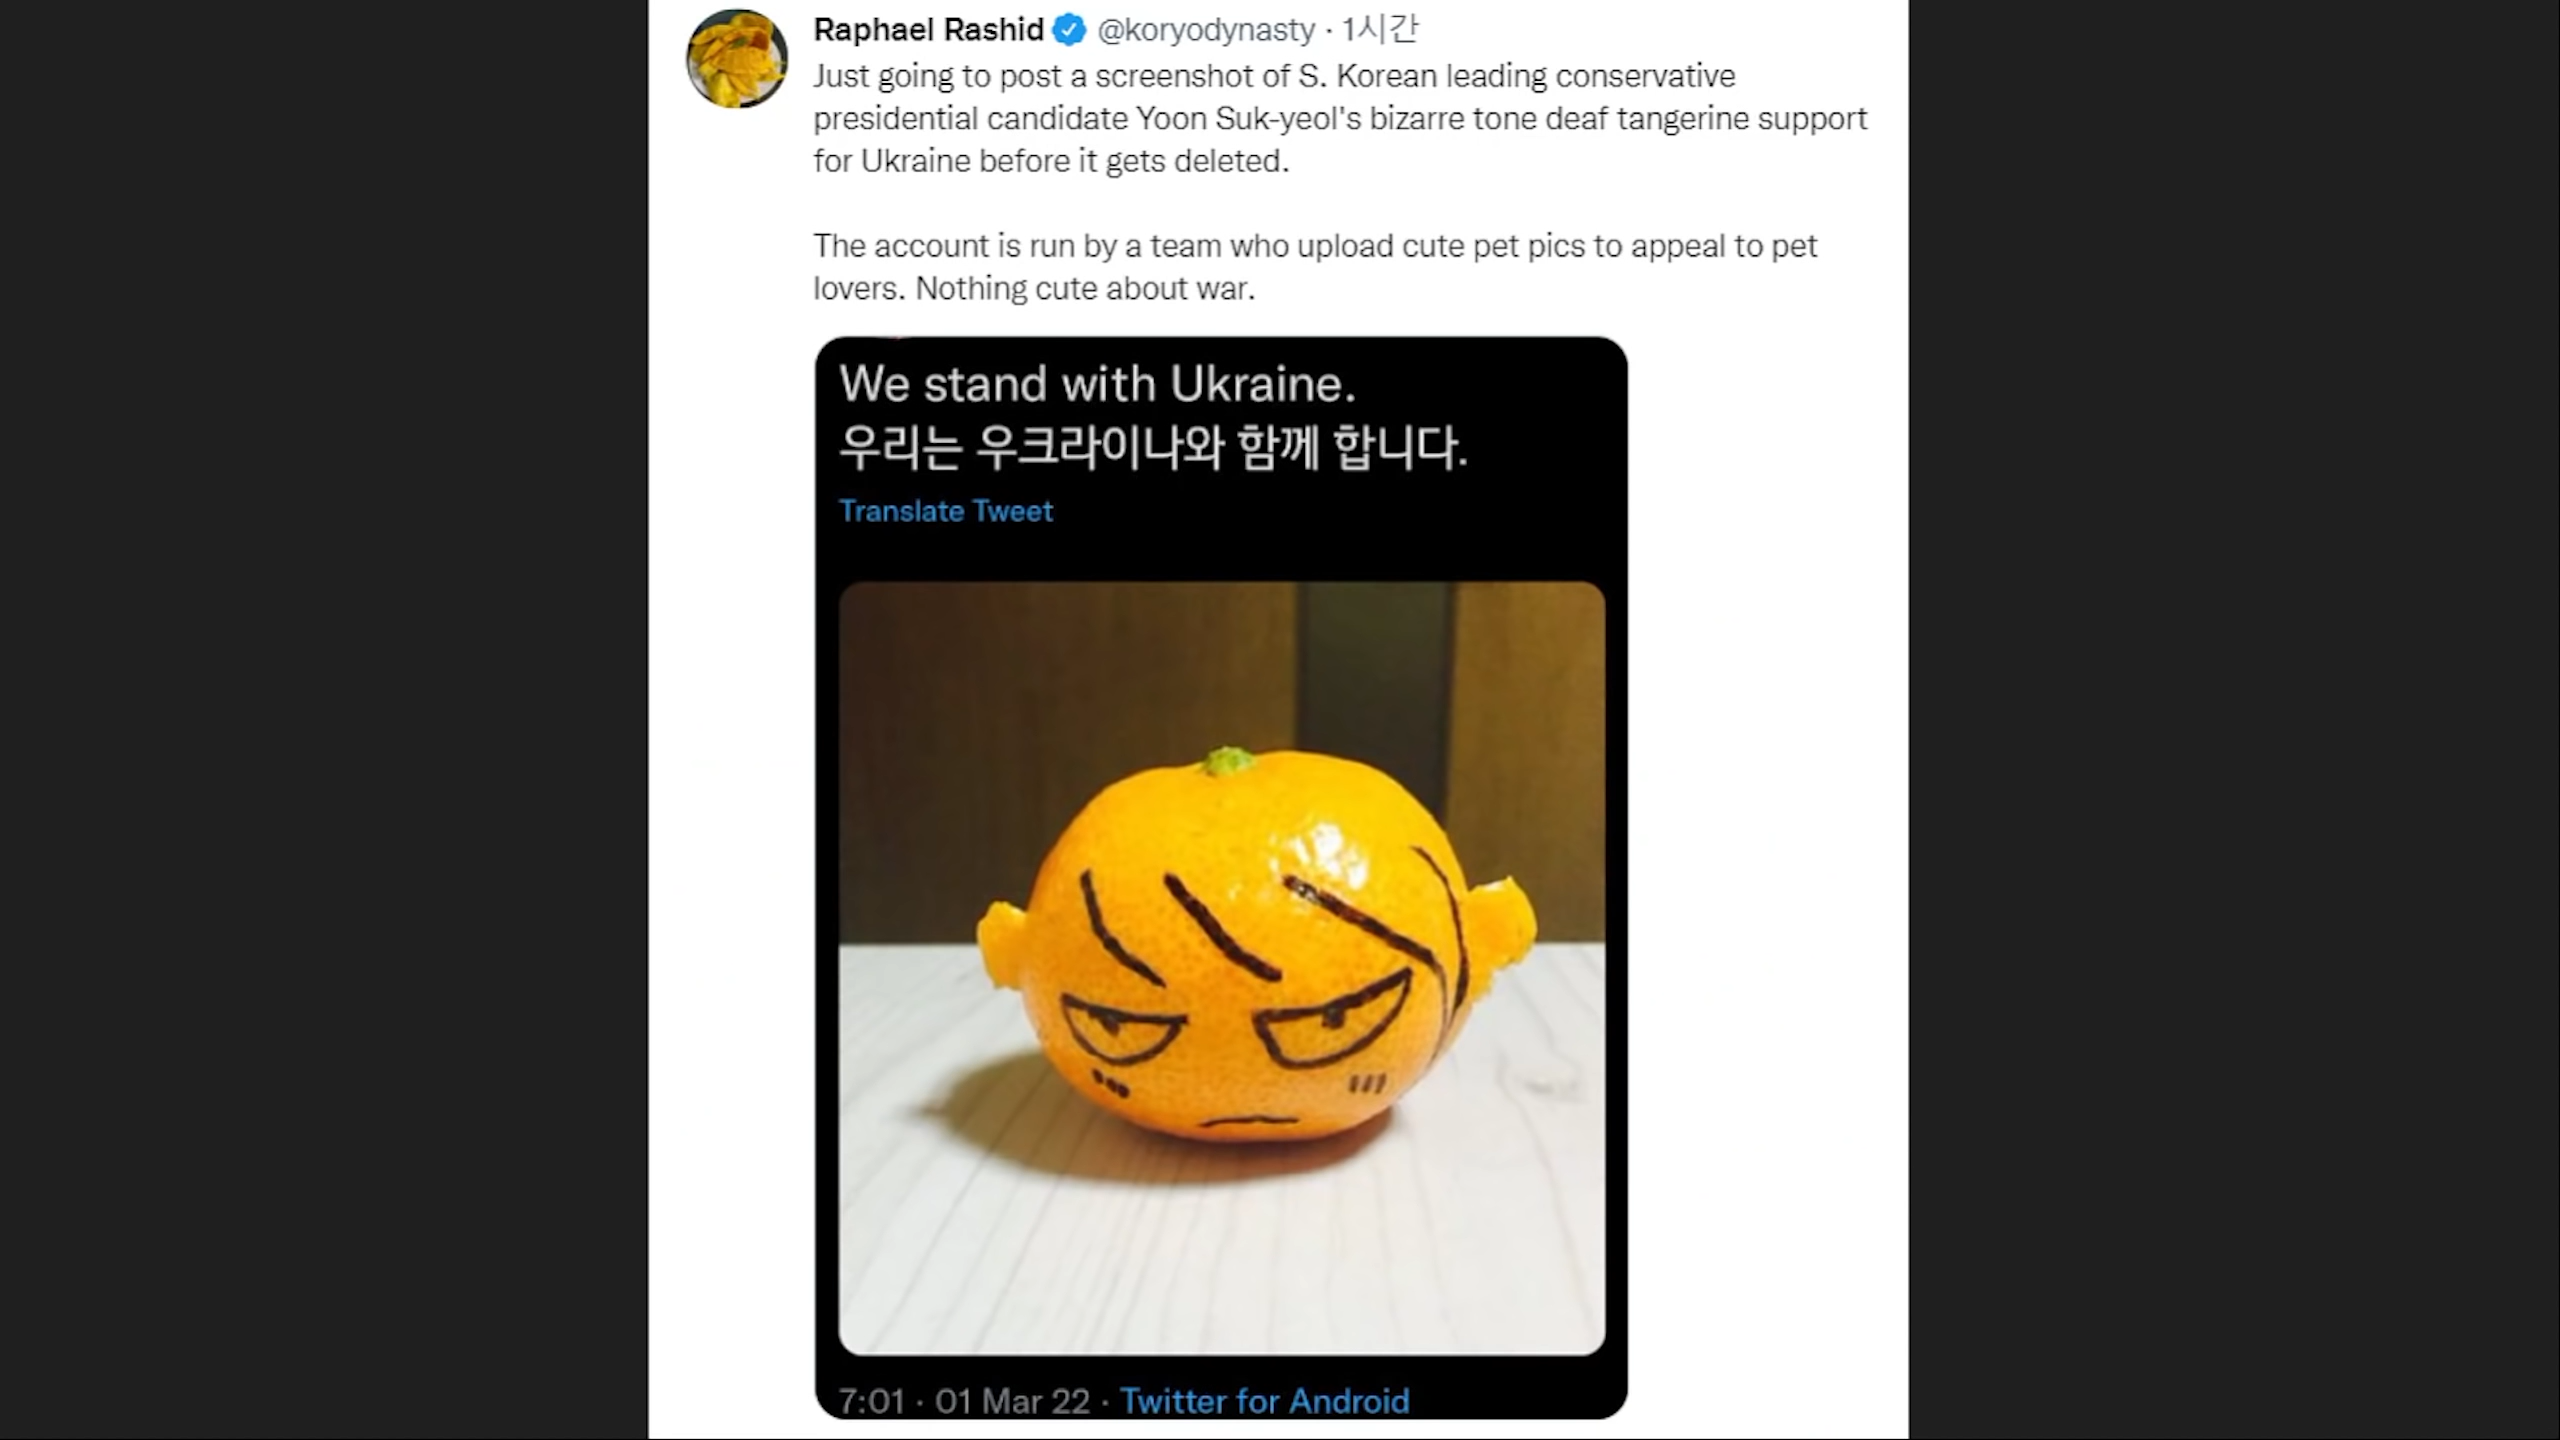 Raphael Rashid @koryodynasty · 1시간
Just going to post a screenshot of S. Korean leading conservative
presidential candidate Yoon Suk-yeol's bizarre tone deaf tangerine support
for Ukraine before it gets deleted.
The account is run by a team who upload cute pet pics to appeal to pet
lovers. Nothing cute about war.
We stand with Ukraine.
우리는 우크라이나와 함께 합니다.
Translate Tweet
7:01 · 01 Mar 22 · Twitter for Android